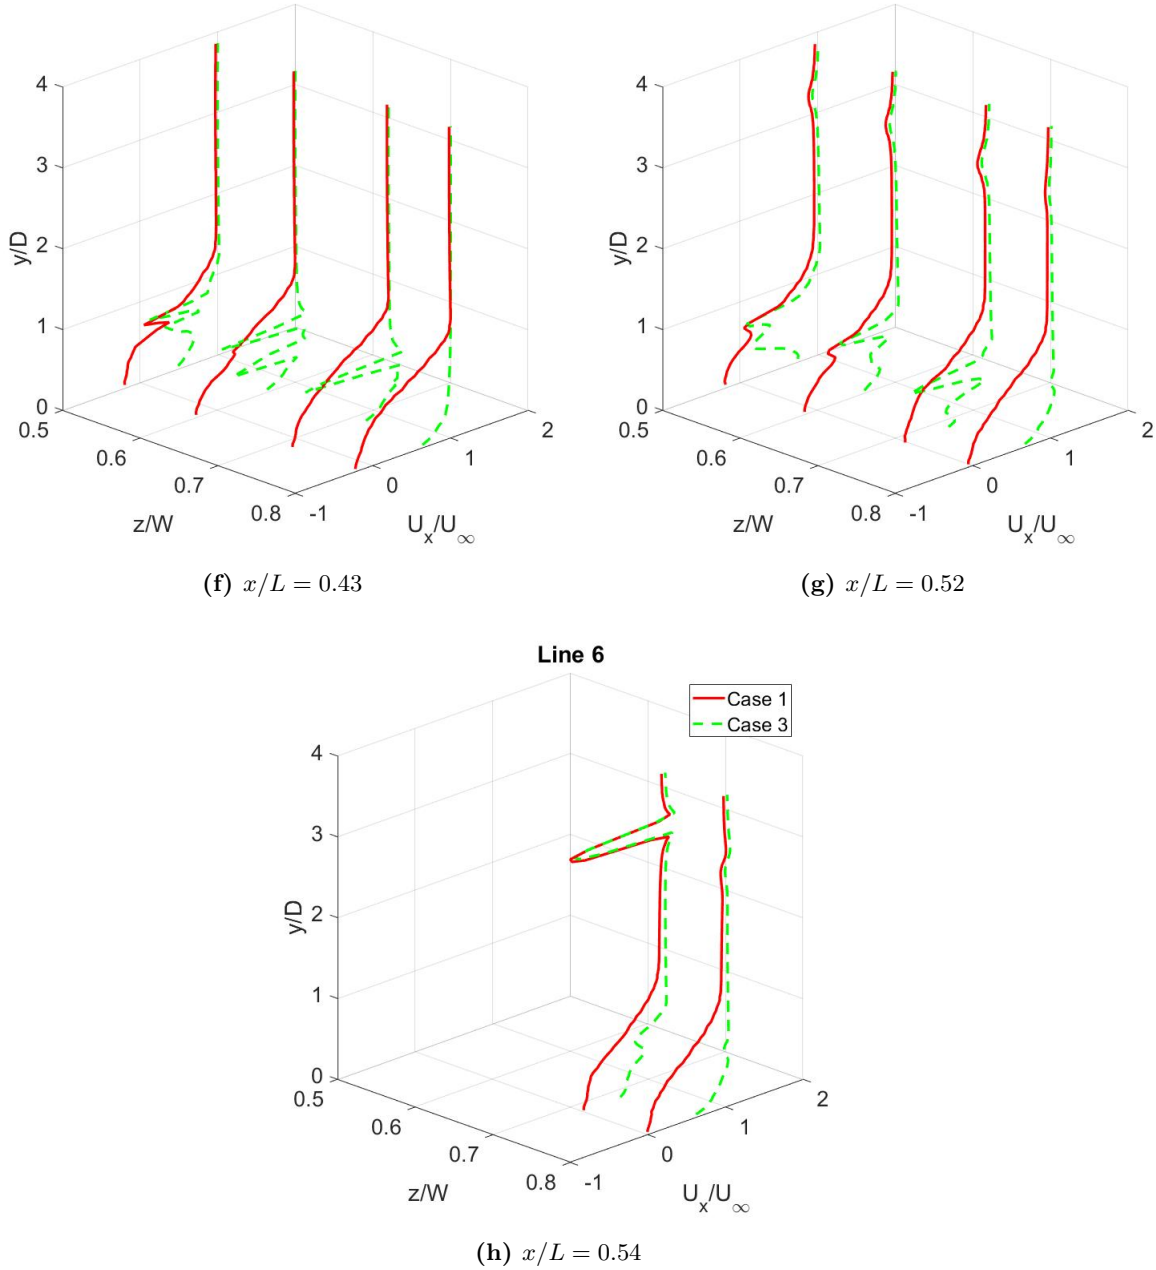 4
3
2
1
0
y/D
0.5
0.6
0.7
0.8
z/W
-1
0
1
2
U_x/U_∞
(f) x/L = 0.43
4
3
2
1
0
y/D
0.5
0.6
0.7
0.8
z/W
-1
0
1
2
U_x/U_∞
(g) x/L = 0.52
Line 6
Case 1
Case 3
4
3
2
1
0
y/D
0.5
0.6
0.7
0.8
z/W
-1
0
1
2
U_x/U_∞
(h) x/L = 0.54